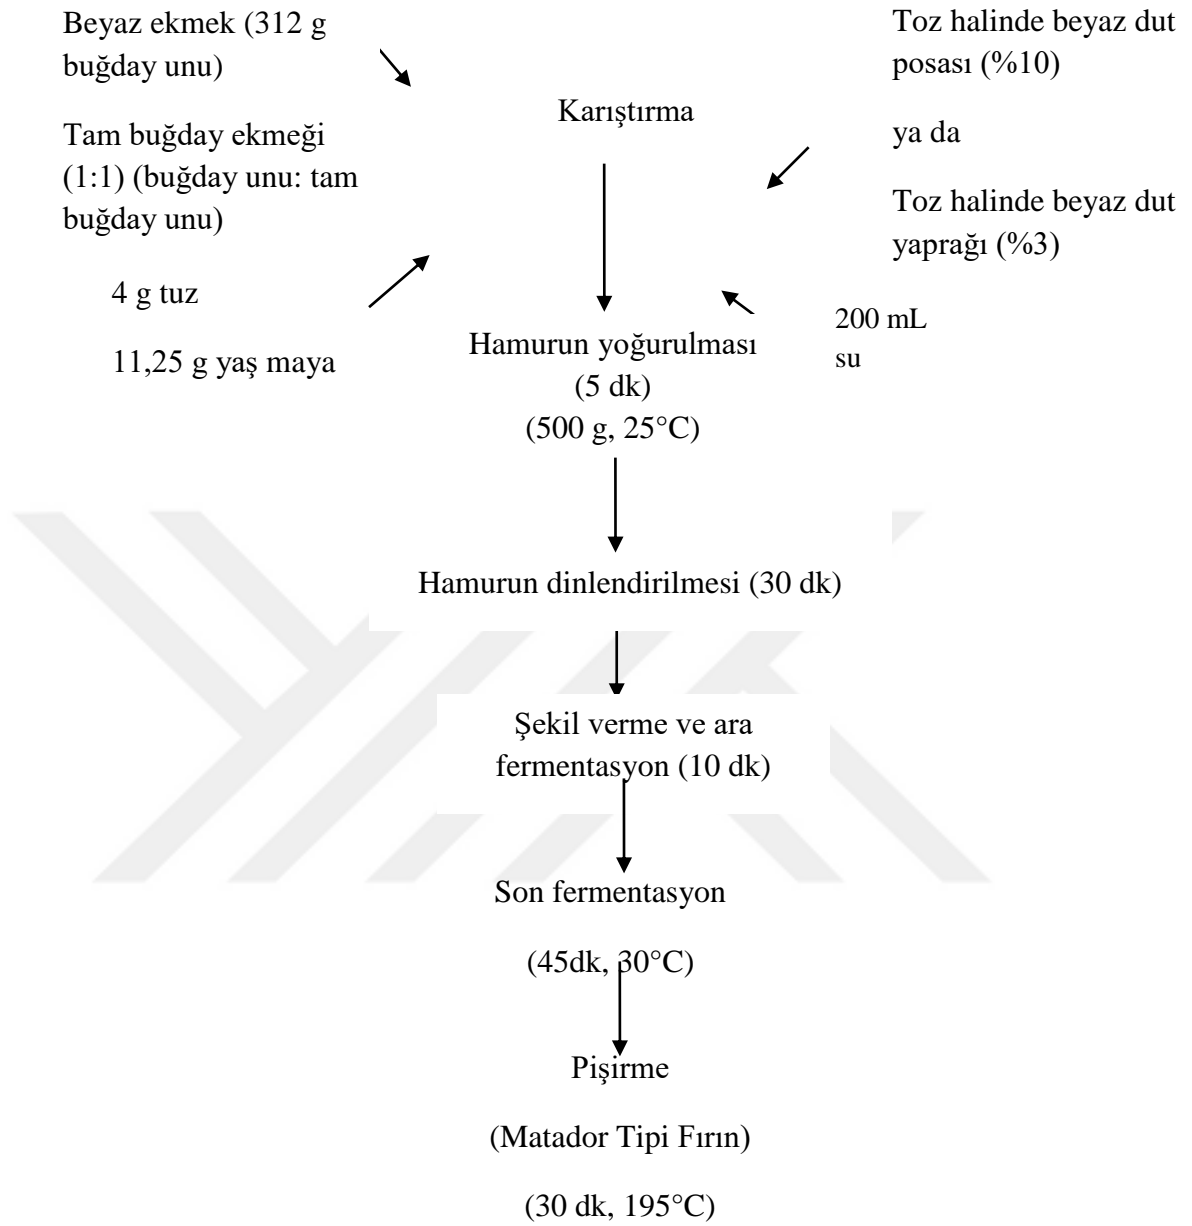 Beyaz ekmek (312 g
buğday unu)
Tam buğday ekmeği
(1:1) (buğday unu: tam
buğday unu)
4 g tuz
11,25 g yaş maya
Karıştırma
Toz halinde beyaz dut
posası (%10)
ya da
Toz halinde beyaz dut
yaprağı (%3)
200 mL
su
Hamurun yoğurulması
(5 dk)
(500 g, 25°C)
Hamurun dinlendirilmesi (30 dk)
Şekil verme ve ara
fermentasyon (10 dk)
Son fermentasyon
(45dk, 30°C)
Pişirme
(Matador Tipi Fırın)
(30 dk, 195°C)